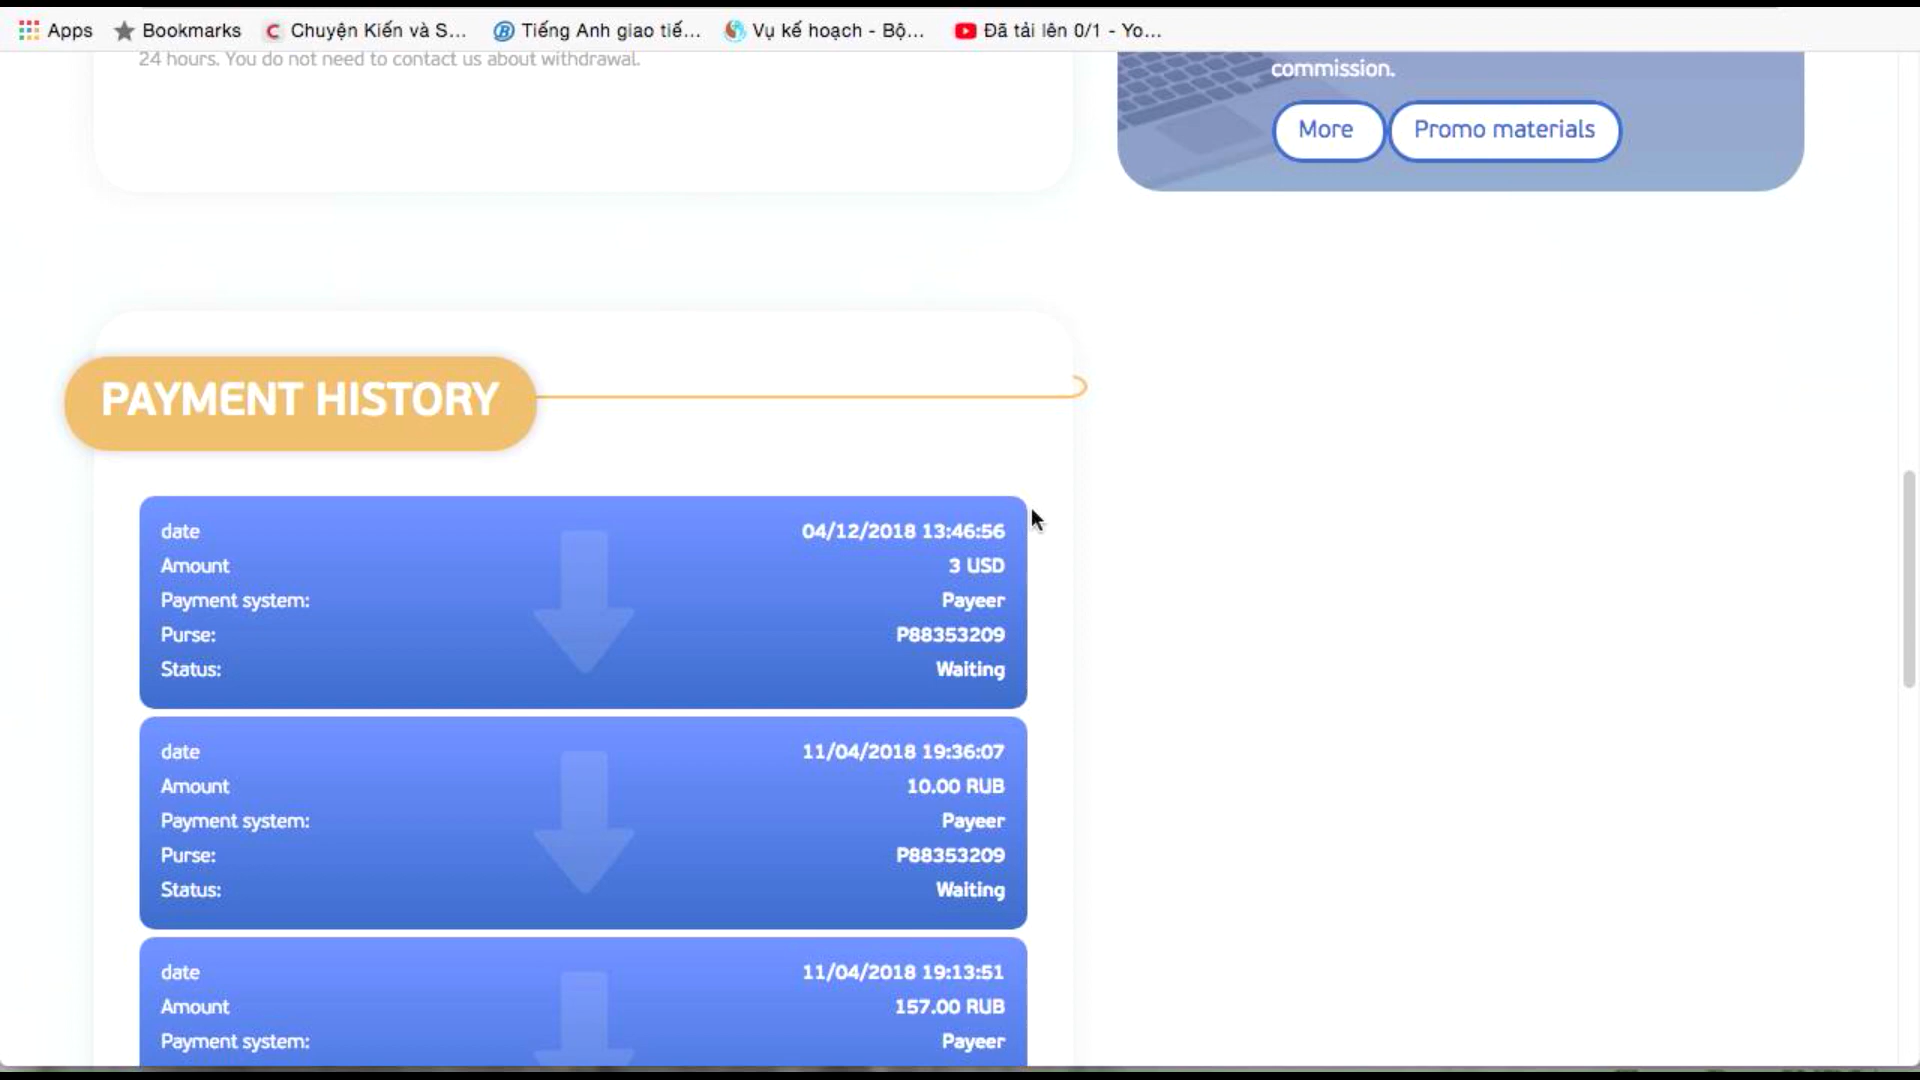 Apps Bookmarks Chuyện Kiến và S... Tiếng Anh giao tiế... Vụ kế hoạch - Bộ... Đã tải lên 0/1 - Yo...
24 hours. You do not need to contact us about withdrawal.
commission.
More Promo materials
PAYMENT HISTORY
date 04/12/2018 13:46:56
Amount 3 USD
Payment system: Payeer
Purse: P88353209
Status: Waiting
date 11/04/2018 19:36:07
Amount 10.00 RUB
Payment system: Payeer
Purse: P88353209
Status: Waiting
date 11/04/2018 19:13:51
Amount 157.00 RUB
Payment system: Payeer